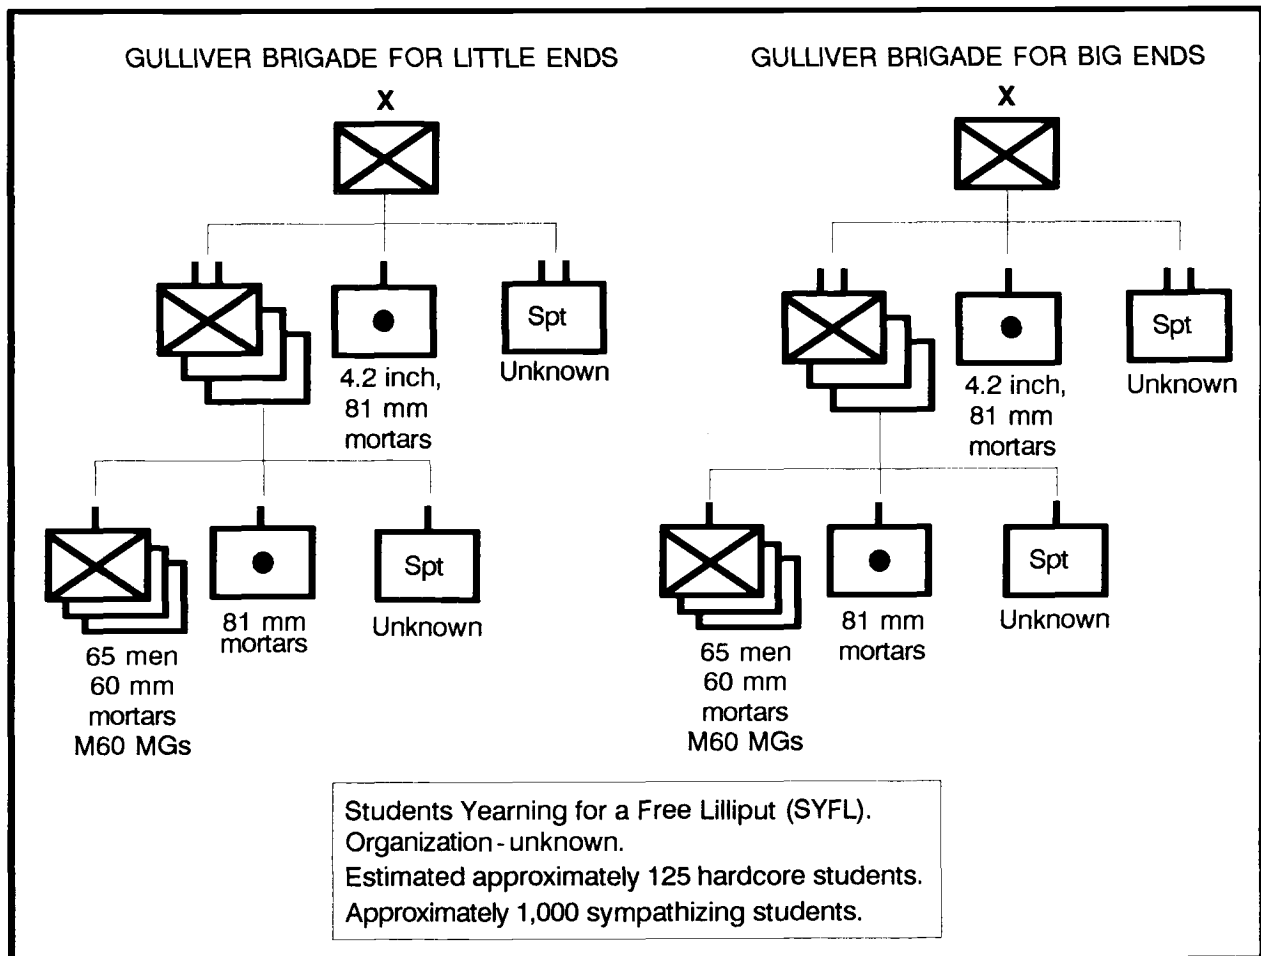 GULLIVER BRIGADE FOR LITTLE ENDS
X
Spt
4.2 inch,
81 mm
mortars
Unknown
Spt
65 men
60 mm
mortars
M60 MGs
81 mm
mortars
Unknown
GULLIVER BRIGADE FOR BIG ENDS
X
Spt
4.2 inch,
81 mm
mortars
Unknown
Spt
65 men
60 mm
mortars
M60 MGs
81 mm
mortars
Unknown
Students Yearning for a Free Lilliput (SYFL).
Organization - unknown.
Estimated approximately 125 hardcore students.
Approximately 1,000 sympathizing students.